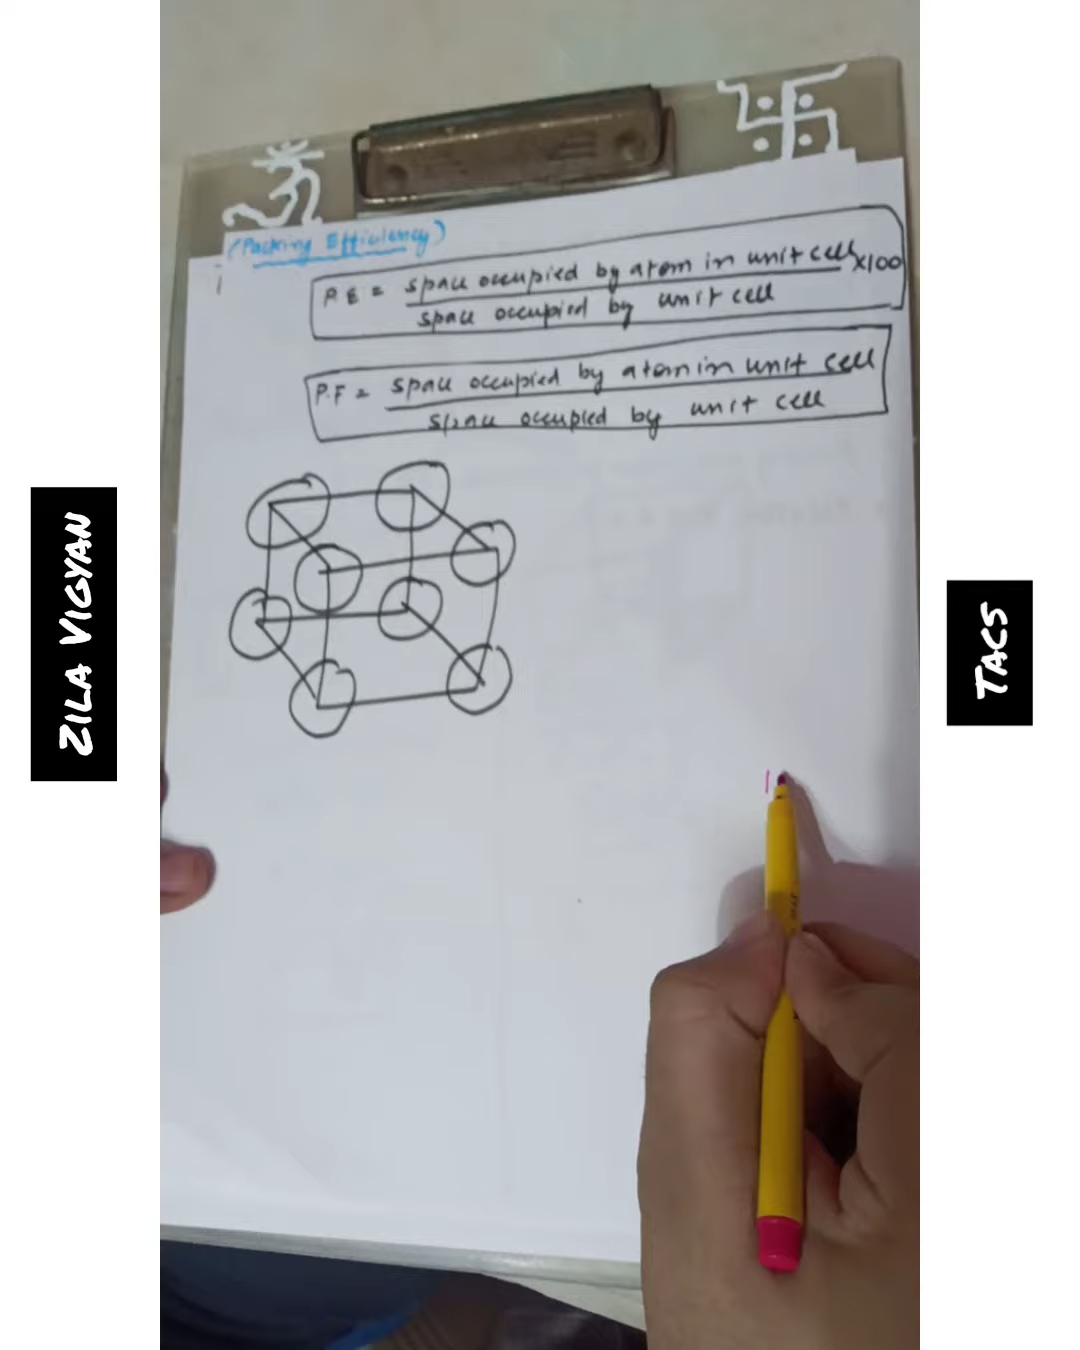 ॐ
(Packing Efficiency)
P.E = space occupied by atom in unit cell x100
space occupied by unit cell
P.F = space occupied by atom in unit cell
space occupied by unit cell
ZILA VIGYAN
TACS